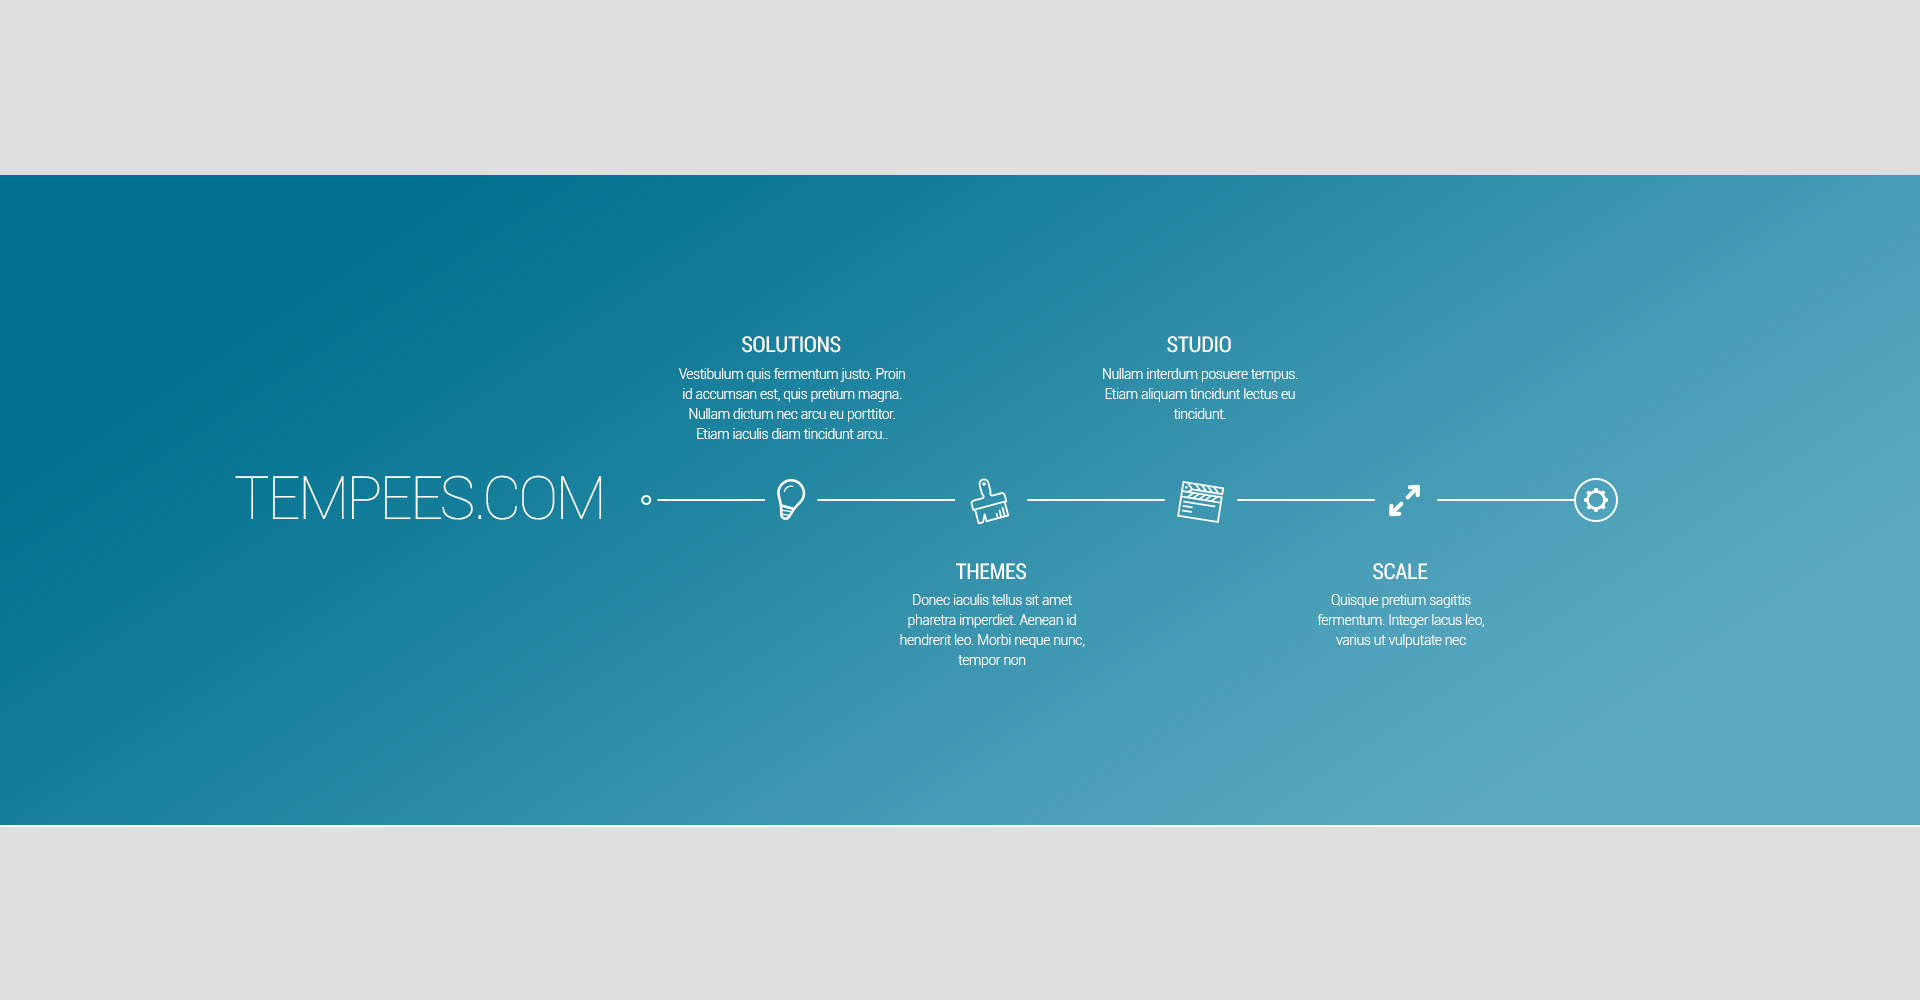 SOLUTIONS
Vestibulum quis fermentum justo. Proin
id accumsan est, quis pretium magna.
Nullam dictum nec arcu eu porttitor.
Etiam iaculis diam tincidunt arcu..
STUDIO
Nullam interdum posuere tempus.
Etiam aliquam tincidunt lectus eu
tincidunt.
TEMPEES.COM
THEMES
Donec iaculis tellus sit amet
pharetra imperdiet. Aenean id
hendrerit leo. Morbi neque nunc,
tempor non
SCALE
Quisque pretium sagittis
fermentum. Integer lacus leo,
varius ut vulputate nec